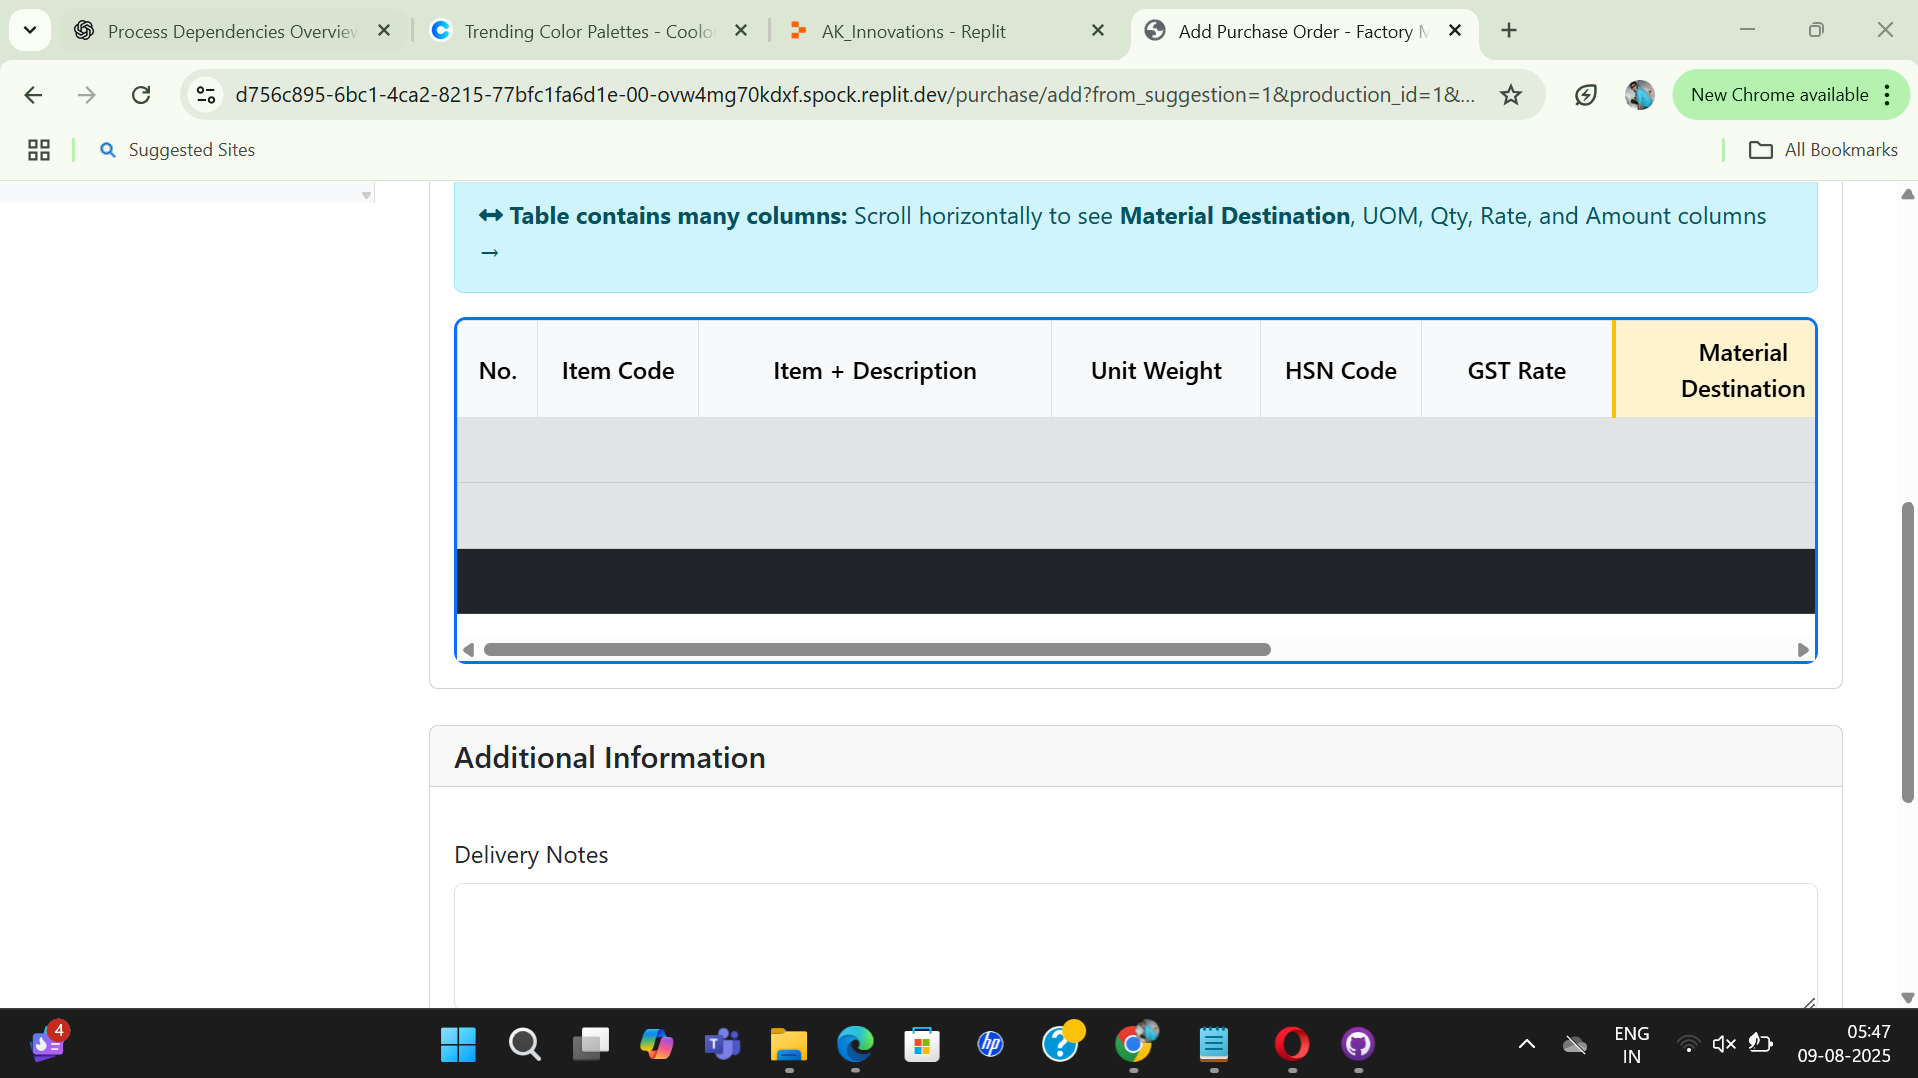 Process Dependencies Overview
Trending Color Palettes - Coolo
AK_Innovations - Replit
Add Purchase Order - Factory M
d756c895-6bc1-4ca2-8215-77bfc1fa6d1e-00-ovw4mg70kdxf.spock.replit.dev/purchase/add?from_suggestion=1&production_id=1&...
New Chrome available
Suggested Sites
All Bookmarks
Table contains many columns: Scroll horizontally to see Material Destination, UOM, Qty, Rate, and Amount columns
→
No. Item Code Item + Description Unit Weight HSN Code GST Rate Material
Destination
Additional Information
Delivery Notes
4
hp
T
?
ENG
IN
05:47
09-08-2025